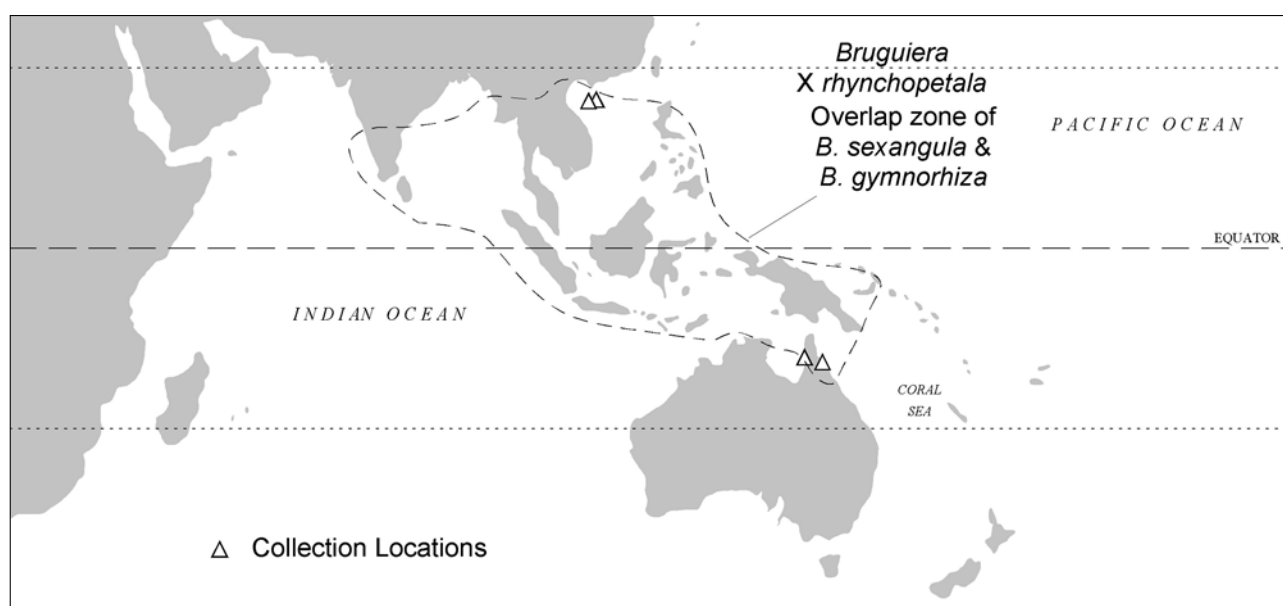 Bruguiera
X rhynchopetala
Overlap zone of
B. sexangula &
B. gymnorhiza
PACIFIC OCEAN
EQUATOR
INDIAN OCEAN
CORAL
SEA
Collection Locations